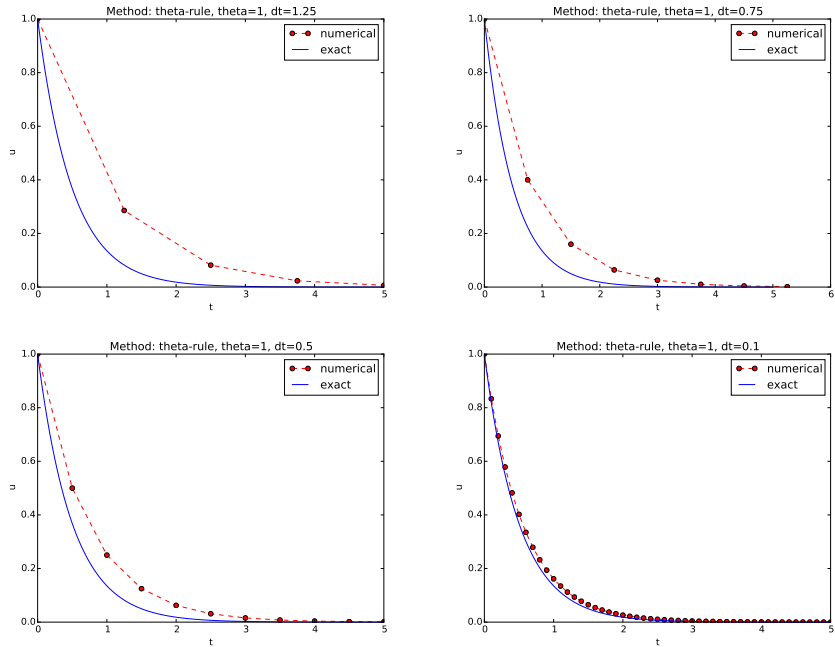 Method: theta-rule, theta=1, dt=1.25
numerical
exact
u
1.0
0.8
0.6
0.4
0.2
0.0
0 1 2 3 4 5
t
Method: theta-rule, theta=1, dt=0.75
numerical
exact
u
1.0
0.8
0.6
0.4
0.2
0.0
0 1 2 3 4 5 6
t
Method: theta-rule, theta=1, dt=0.5
numerical
exact
u
1.0
0.8
0.6
0.4
0.2
0.0
0 1 2 3 4 5
t
Method: theta-rule, theta=1, dt=0.1
numerical
exact
u
1.0
0.8
0.6
0.4
0.2
0.0
0 1 2 3 4 5
t